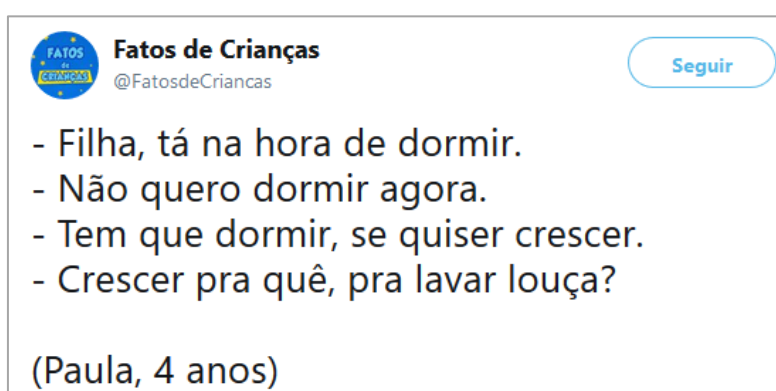 FATOS
de
CRIANÇAS
Fatos de Crianças
@FatosdeCriancas
Seguir
- Filha, tá na hora de dormir.
- Não quero dormir agora.
- Tem que dormir, se quiser crescer.
- Crescer pra quê, pra lavar louça?
(Paula, 4 anos)